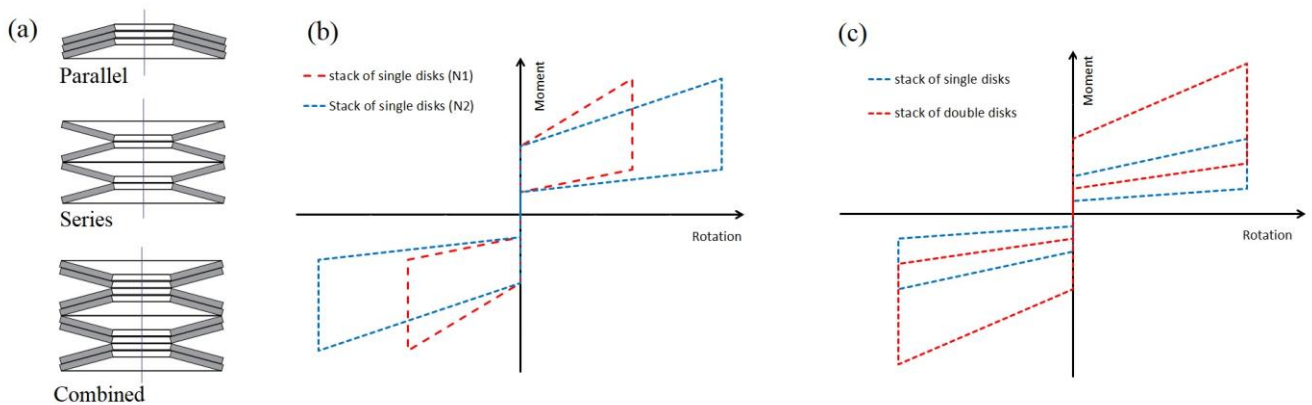 (a)
Parallel
Series
Combined
(b)
stack of single disks (N1)
Stack of single disks (N2)
Moment
Rotation
(c)
stack of single disks
stack of double disks
Moment
Rotation